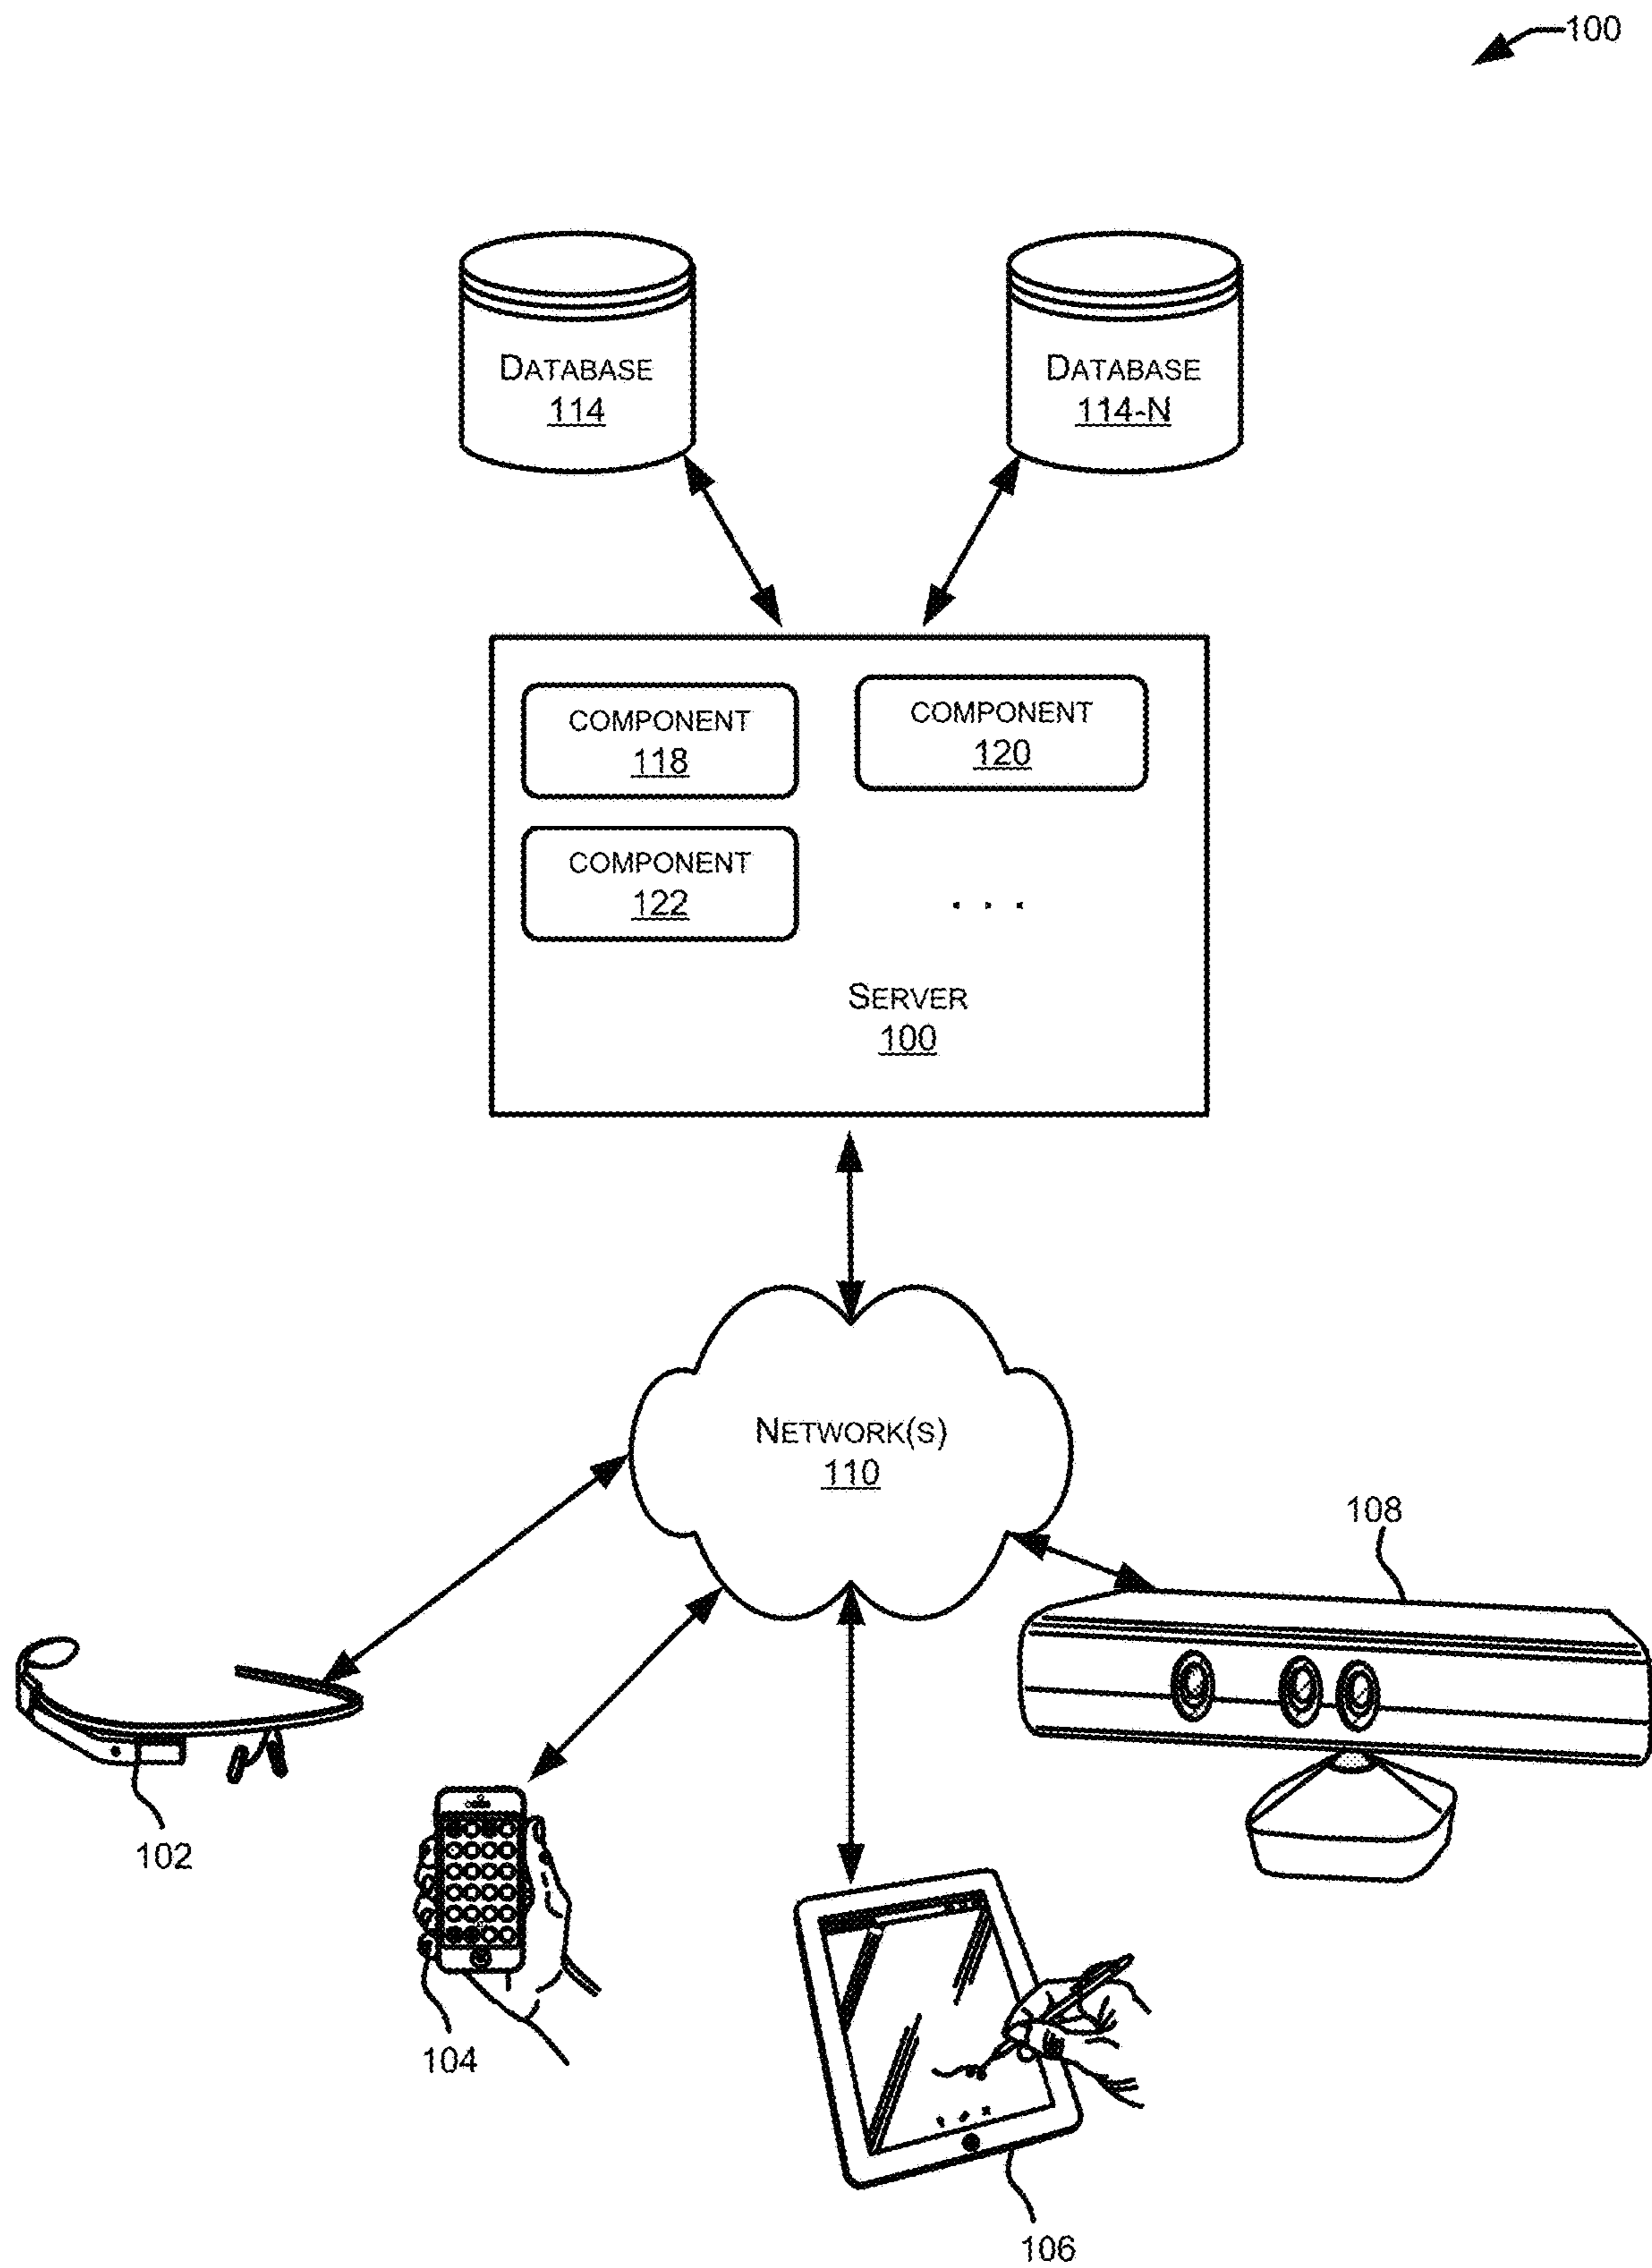 100
DATABASE
114
DATABASE
114-N
COMPONENT
118
COMPONENT
120
COMPONENT
122
. . .
SERVER
100
NETWORK(S)
110
108
102
104
106